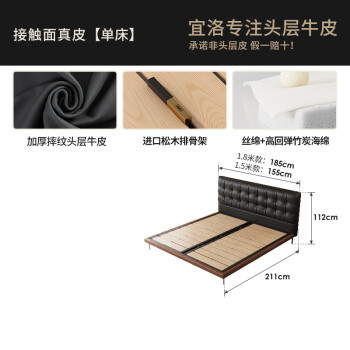 接触面真皮【单床】
宜洛专注头层牛皮
承诺非头层皮 假一赔十！
加厚摔纹头层牛皮
进口松木排骨架
丝绵+高回弹竹炭海绵
1.8米款：185cm
1.5米款：155cm
112cm
211cm